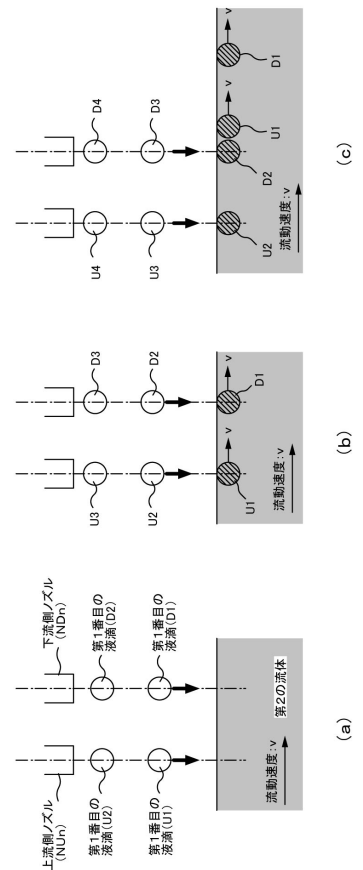 上流側ノズル
(NUn)
下流側ノズル
(NDn)
第1番目の
液滴(U2)
第1番目の
液滴(D2)
第1番目の
液滴(U1)
第1番目の
液滴(D1)
第2の流体
流動速度:v
(a)
U3
D3
U2
D2
v
v
U1
D1
流動速度:v
(b)
U4
D4
U3
D3
v
v
U2
D2
U1
D1
流動速度:v
(c)